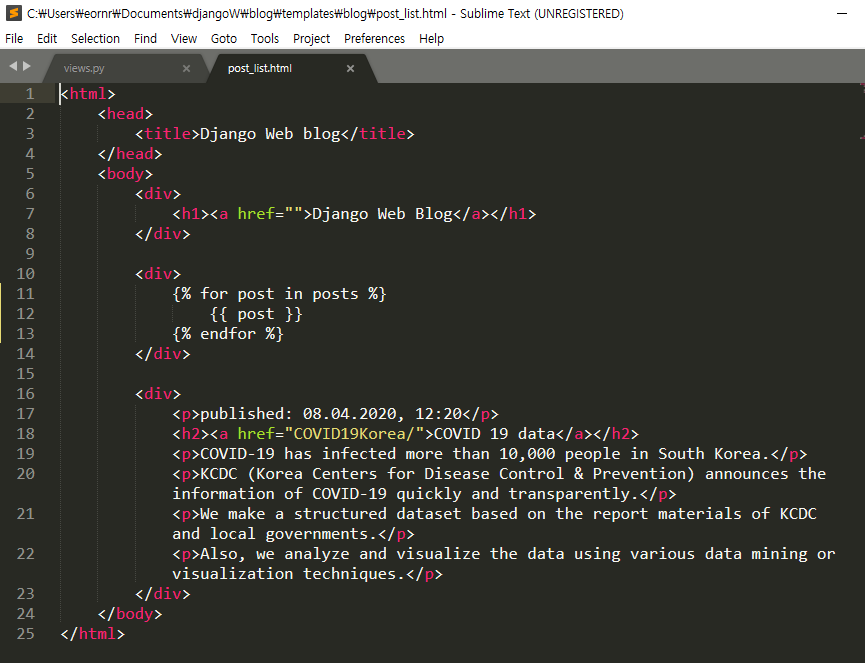 C:₩Users₩eornr₩Documents₩djangoW₩blog₩templates₩blog₩post_list.html - Sublime Text (UNREGISTERED)
File Edit Selection Find View Goto Tools Project Preferences Help
views.py × post_list.html ×
1 <html>
2 <head>
3 <title>Django Web blog</title>
4 </head>
5 <body>
6 <div>
7 <h1><a href="">Django Web Blog</a></h1>
8 </div>
9
10 <div>
11 {% for post in posts %}
12 {{ post }}
13 {% endfor %}
14 </div>
15
16 <div>
17 <p>published: 08.04.2020, 12:20</p>
18 <h2><a href="COVID19Korea/">COVID 19 data</a></h2>
19 <p>COVID-19 has infected more than 10,000 people in South Korea.</p>
20 <p>KCDC (Korea Centers for Disease Control & Prevention) announces the
information of COVID-19 quickly and transparently.</p>
21 <p>We make a structured dataset based on the report materials of KCDC
and local governments.</p>
22 <p>Also, we analyze and visualize the data using various data mining or
visualization techniques.</p>
23 </div>
24 </body>
25 </html>